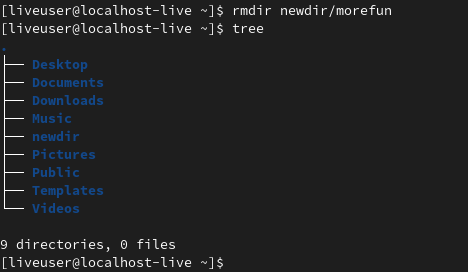 [liveuser@localhost-live ~]$ rmdir newdir/morefun
[liveuser@localhost-live ~]$ tree
.
├── Desktop
├── Documents
├── Downloads
├── Music
├── newdir
├── Pictures
├── Public
├── Templates
└── Videos

9 directories, 0 files
[liveuser@localhost-live ~]$